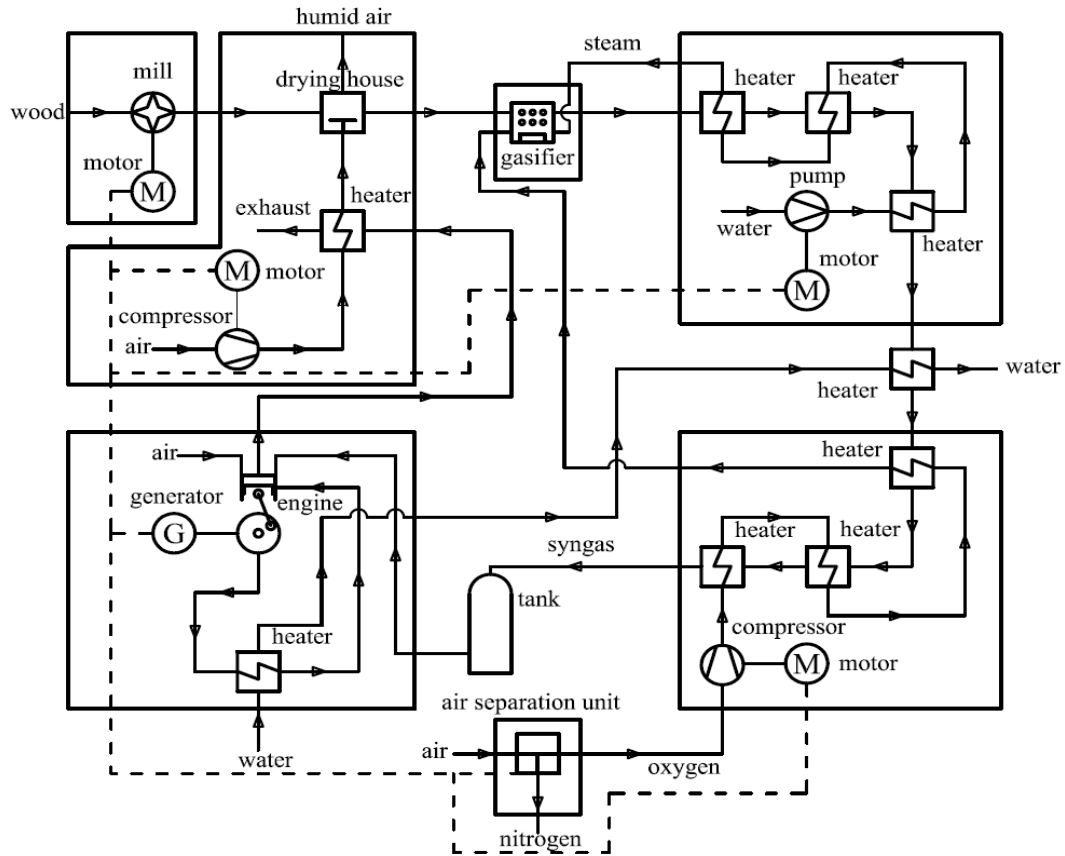 humid air
steam
mill
drying house
heater
heater
wood
gasifier
motor
M
pump
heater
exhaust
water
heater
M
motor
motor
M
compressor
air
heater
water
air
heater
generator
engine
G
heater
heater
syngas
tank
heater
compressor
M
motor
air separation unit
air
water
oxygen
nitrogen